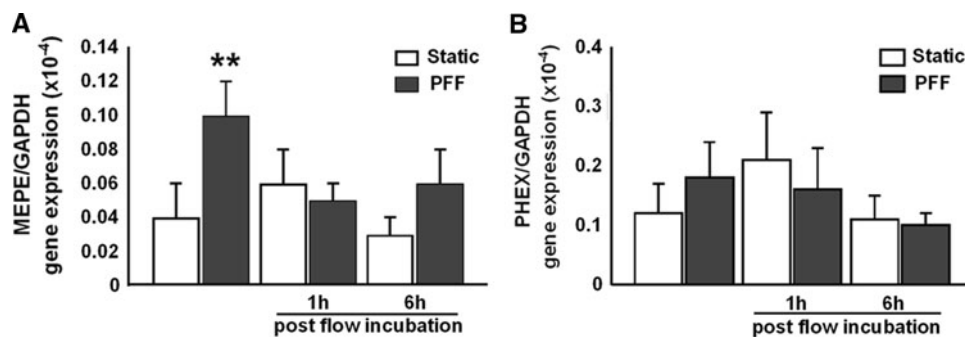 A
MEPE/GAPDH
gene expression (x10⁻⁴)
0.14
0.12
0.10
0.08
0.06
0.04
0.02
0
**
Static
PFF
1h
6h
post flow incubation
B
PHEX/GAPDH
gene expression (x10⁻⁴)
0.4
0.3
0.2
0.1
0
Static
PFF
1h
6h
post flow incubation